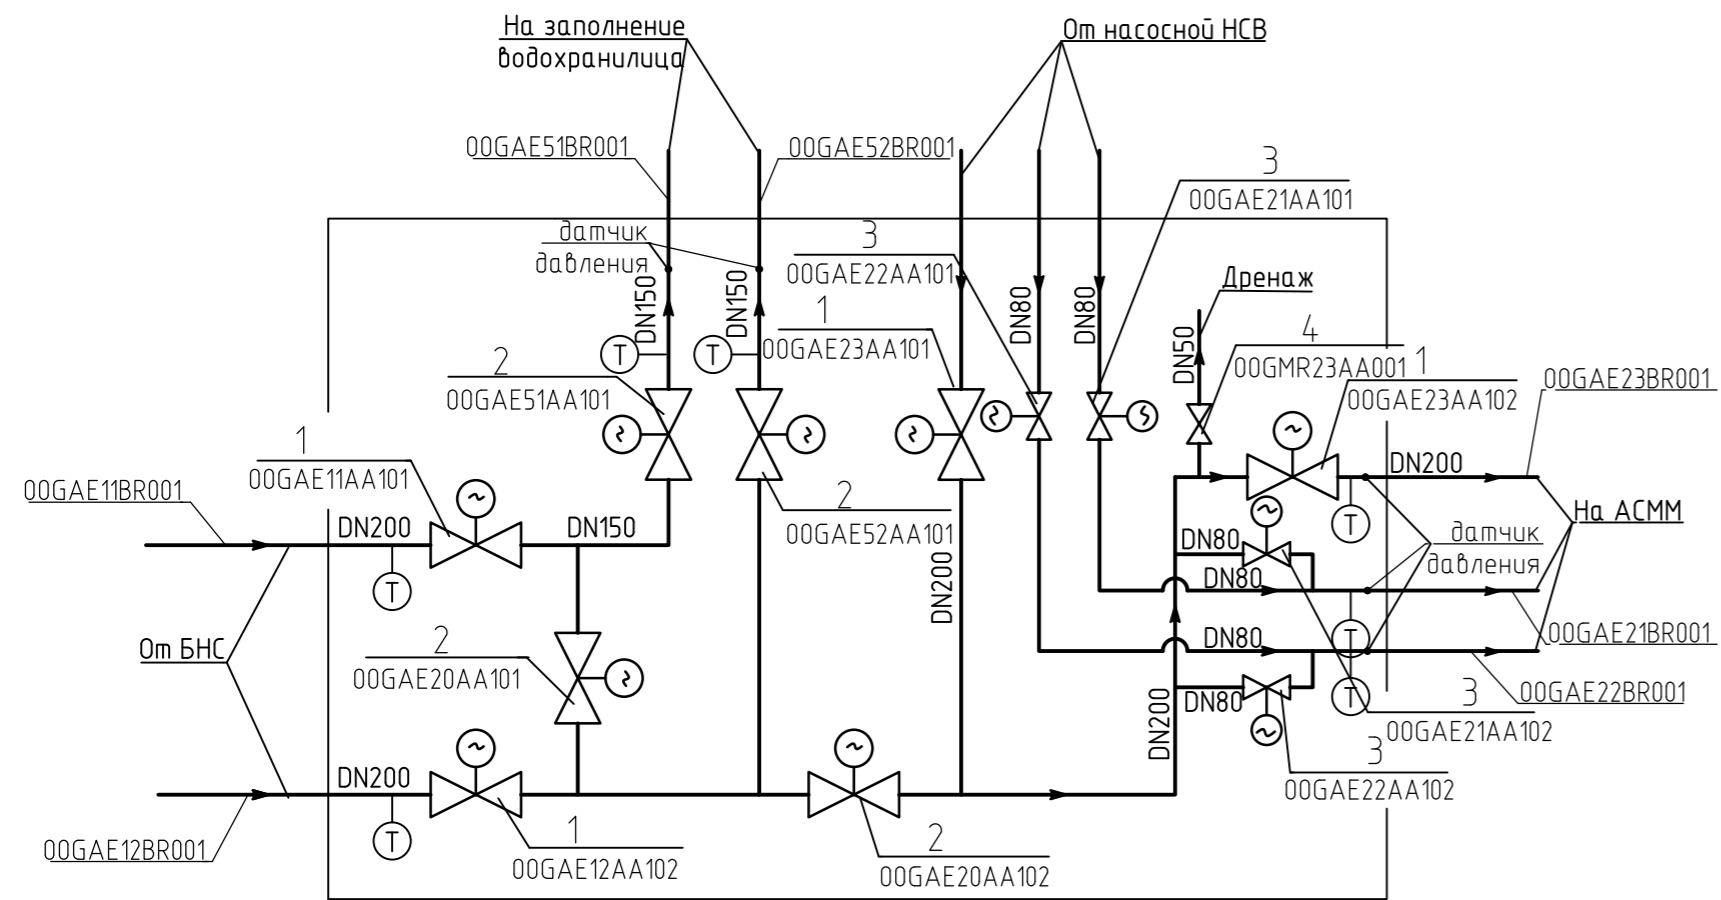 На заполнение
водохранилица
От насосной НСВ
00GAE51BR001
00GAE52BR001
3
00GAE21AA101
датчик
давления
3
00GAE22AA101
DN150
DN150
1
00GAE23AA101
DN80
DN80
Дренаж
DN50
4
00GMR23AA001
1
00GAE23AA102
00GAE23BR001
T
T
2
00GAE51AA101
1
00GAE11AA101
00GAE11BR001
DN200
DN150
2
00GAE52AA101
DN200
DN200
T
На АСММ
датчик
давления
DN80
DN80
T
00GAE21BR001
T
От БНС
2
00GAE20AA101
DN80
T
DN80
00GAE22BR001
3
00GAE21AA102
DN200
3
00GAE22AA102
DN200
T
00GAE12BR001
1
00GAE12AA102
2
00GAE20AA102